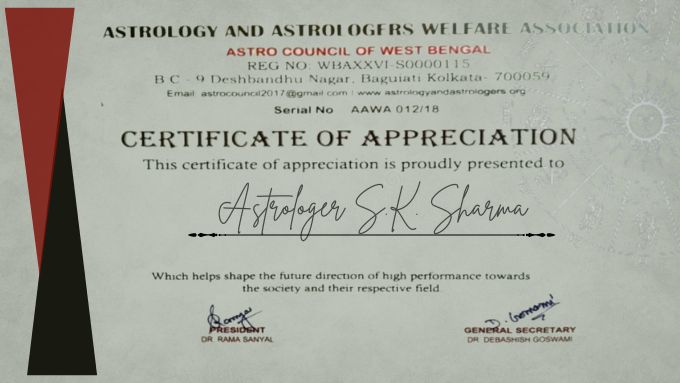 ASTROLOGY AND ASTROLOGERS WELFARE ASSOCIATION
ASTRO COUNCIL OF WEST BENGAL
REG NO: WBAXXVI-S0000115
B C - 9 Deshbandhu Nagar, Baguiati Kolkata- 700059
Email: astrocouncil2017@gmail.com | www.astrologyandastrologers.org
Serial No AAWA 012/18
CERTIFICATE OF APPRECIATION
This certificate of appreciation is proudly presented to
Astrologer S.K. Sharma
Which helps shape the future direction of high performance towards
the society and their respective field.
D. Goswami
PRESIDENT
GENERAL SECRETARY
DR RAMA SANYAL
DR DEBASHISH GOSWAMI